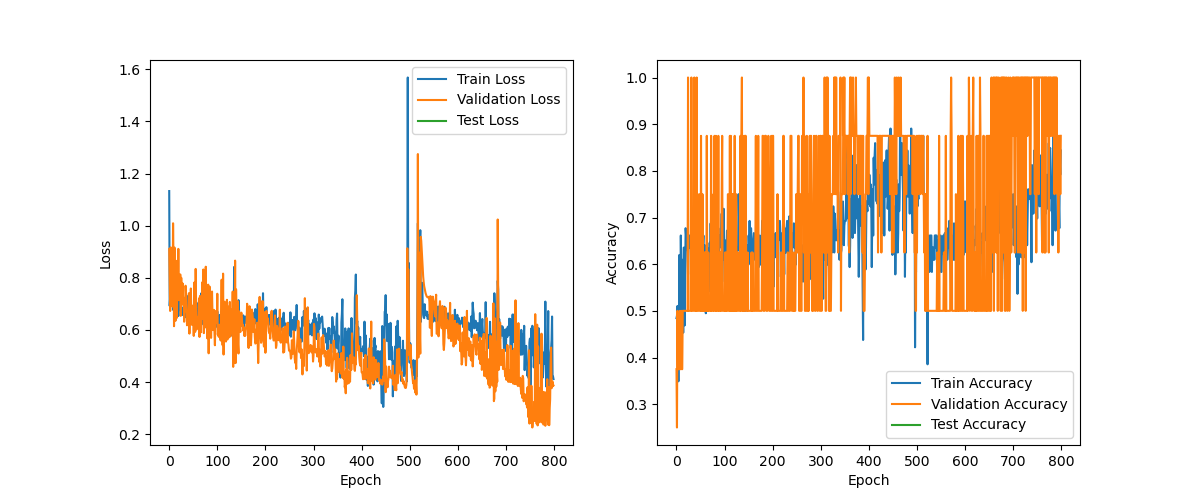 1.6
1.4
1.2
1.0
0.8
0.6
0.4
0.2
Loss
0 100 200 300 400 500 600 700 800
Epoch
Train Loss
Validation Loss
Test Loss
1.0
0.9
0.8
0.7
0.6
0.5
0.4
0.3
Accuracy
0 100 200 300 400 500 600 700 800
Epoch
Train Accuracy
Validation Accuracy
Test Accuracy